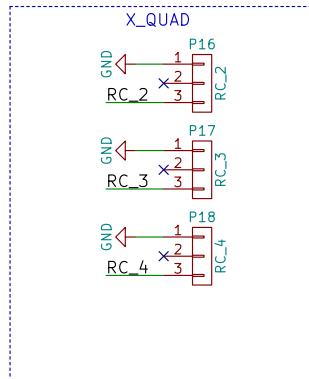 X_QUAD
P16
GND
1
2
RC_2
3
RC_2
P17
GND
1
2
RC_3
3
RC_3
P18
GND
1
2
RC_4
3
RC_4